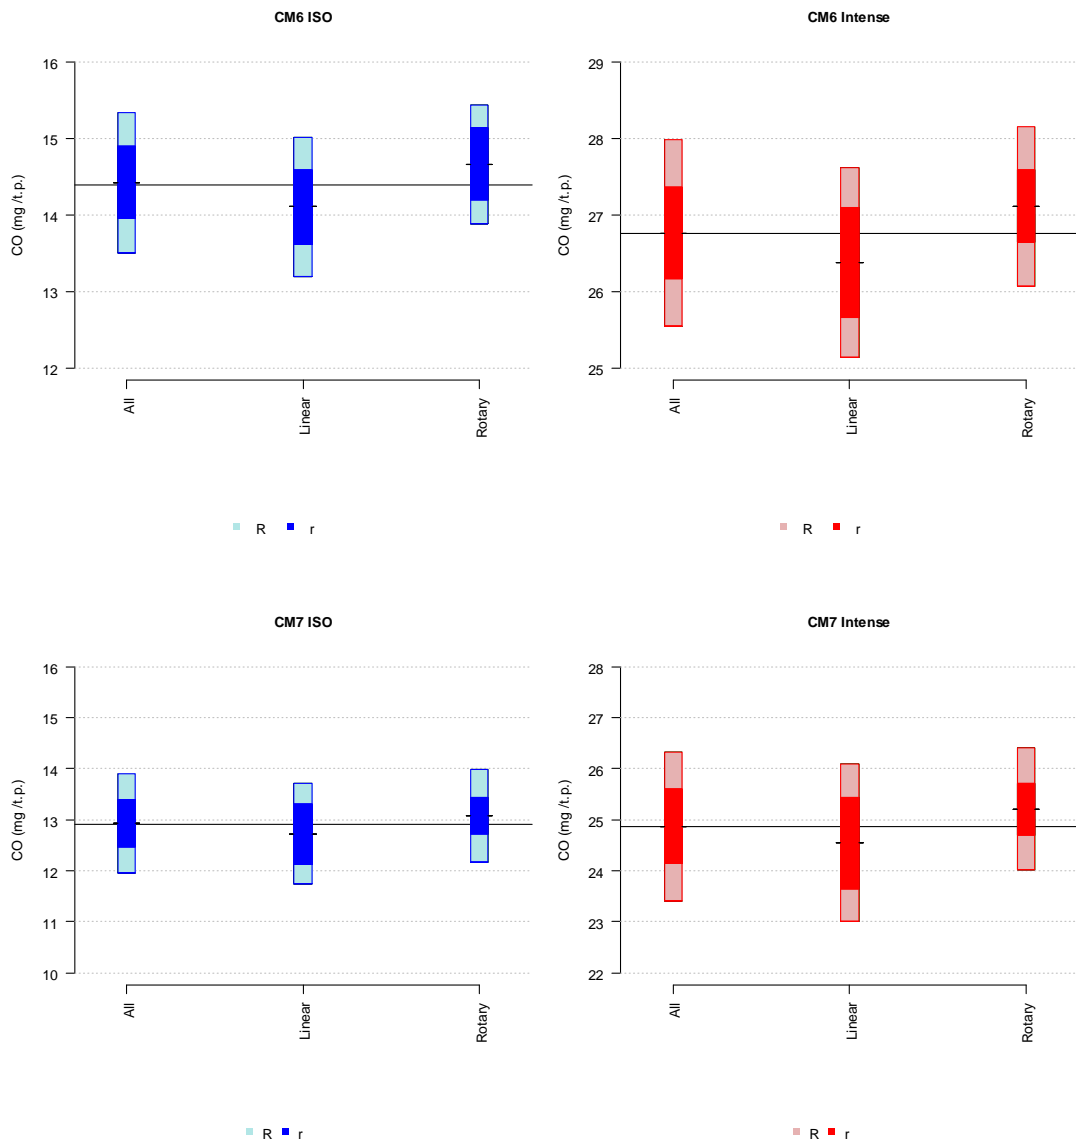 CM6 ISO
16
15
14
13
12
CO (mg /t.p.)
All
Linear
Rotary
R r
CM6 Intense
29
28
27
26
25
CO (mg /t.p.)
All
Linear
Rotary
R r
CM7 ISO
16
15
14
13
12
11
10
CO (mg /t.p.)
All
Linear
Rotary
R r
CM7 Intense
28
27
26
25
24
23
22
CO (mg /t.p.)
All
Linear
Rotary
R r